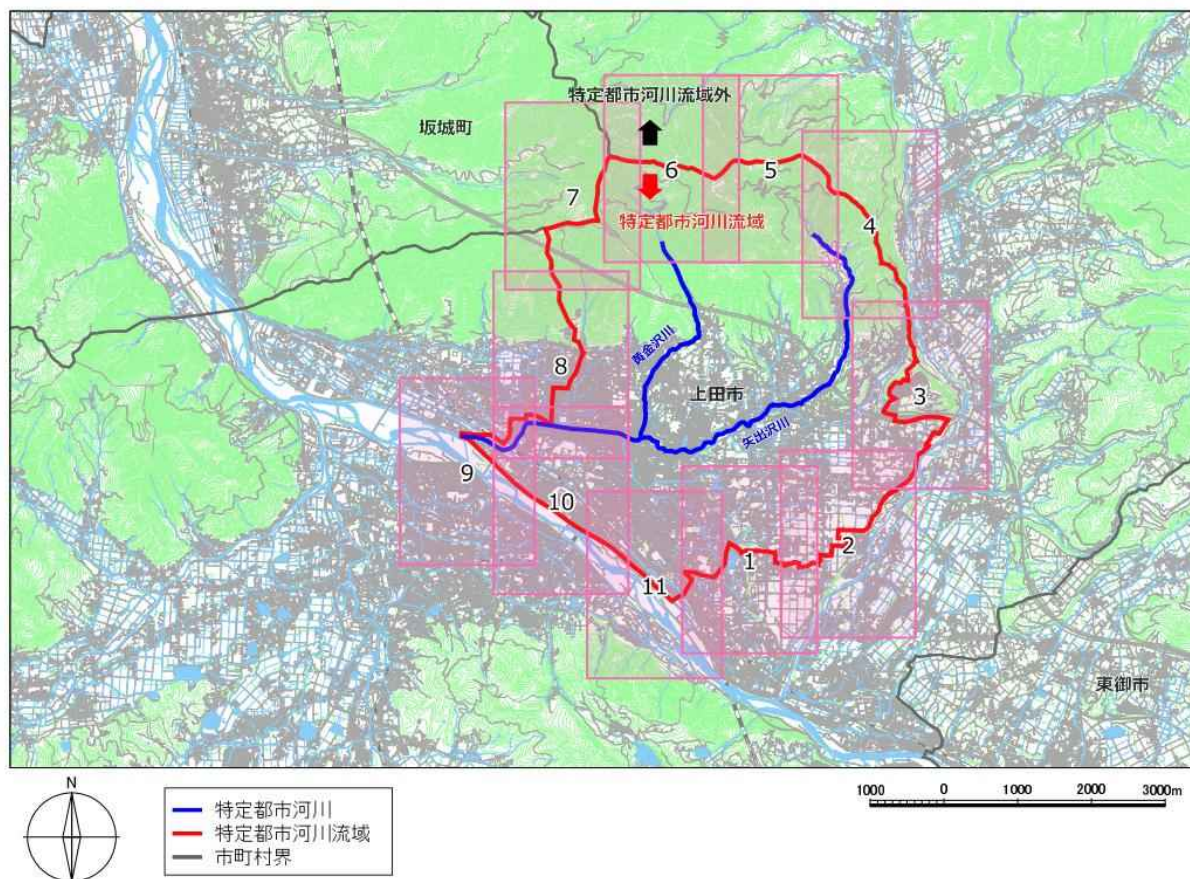 特定都市河川流域外
坂城町
6
5
7
特定都市河川流域
4
黄金沢川
8
上田市
3
矢出沢川
9
10
2
1
11
東御市
N
特定都市河川
特定都市河川流域
市町村界
1000 0 1000 2000 3000m